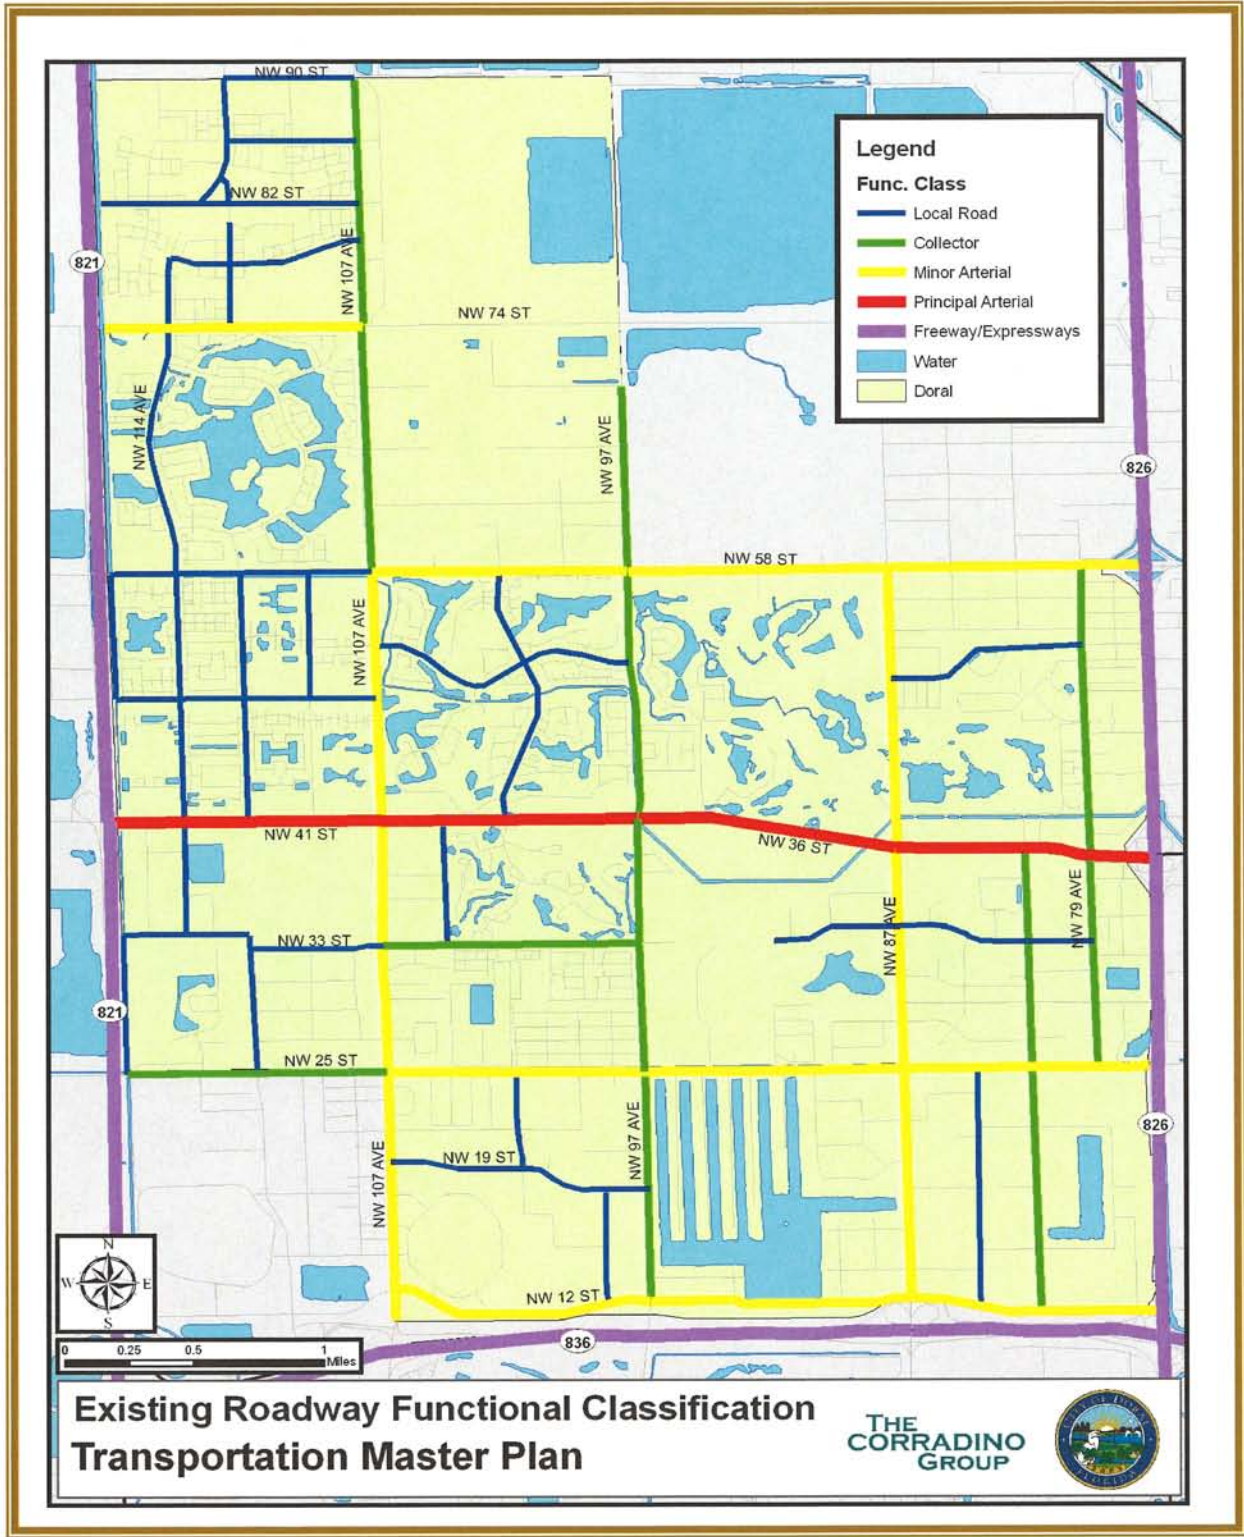 NW 90 ST
NW 82 ST
821
NW 107 AVE
NW 74 ST
Legend
Func. Class
Local Road
Collector
Minor Arterial
Principal Arterial
Freeway/Expressways
Water
Doral
NW 114 AVE
NW 97 AVE
826
NW 58 ST
NW 107 AVE
NW 41 ST
NW 36 ST
NW 79 AVE
NW 87 AVE
NW 33 ST
821
NW 25 ST
NW 97 AVE
826
NW 107 AVE
NW 19 ST
NW 12 ST
N
W
E
S
836
0
0.25
0.5
1
Miles
Existing Roadway Functional Classification
Transportation Master Plan
THE
CORRADINO
GROUP
CITY OF DORAL
FLORIDA